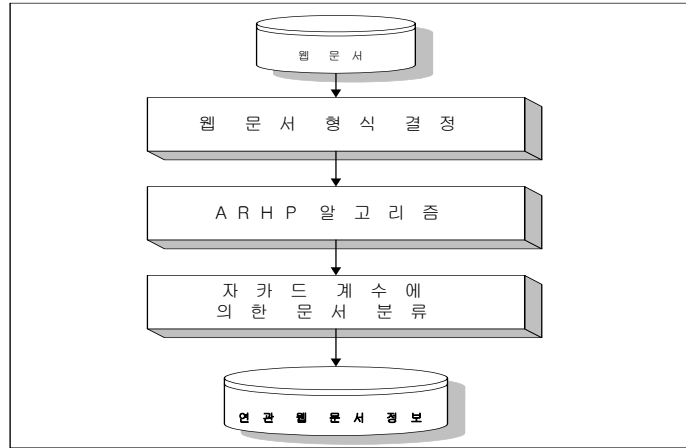 웹 문서
웹 문서 형식 결정
ARHP 알고리즘
자카드 계수에
의한 문서 분류
연관 웹 문서 정보